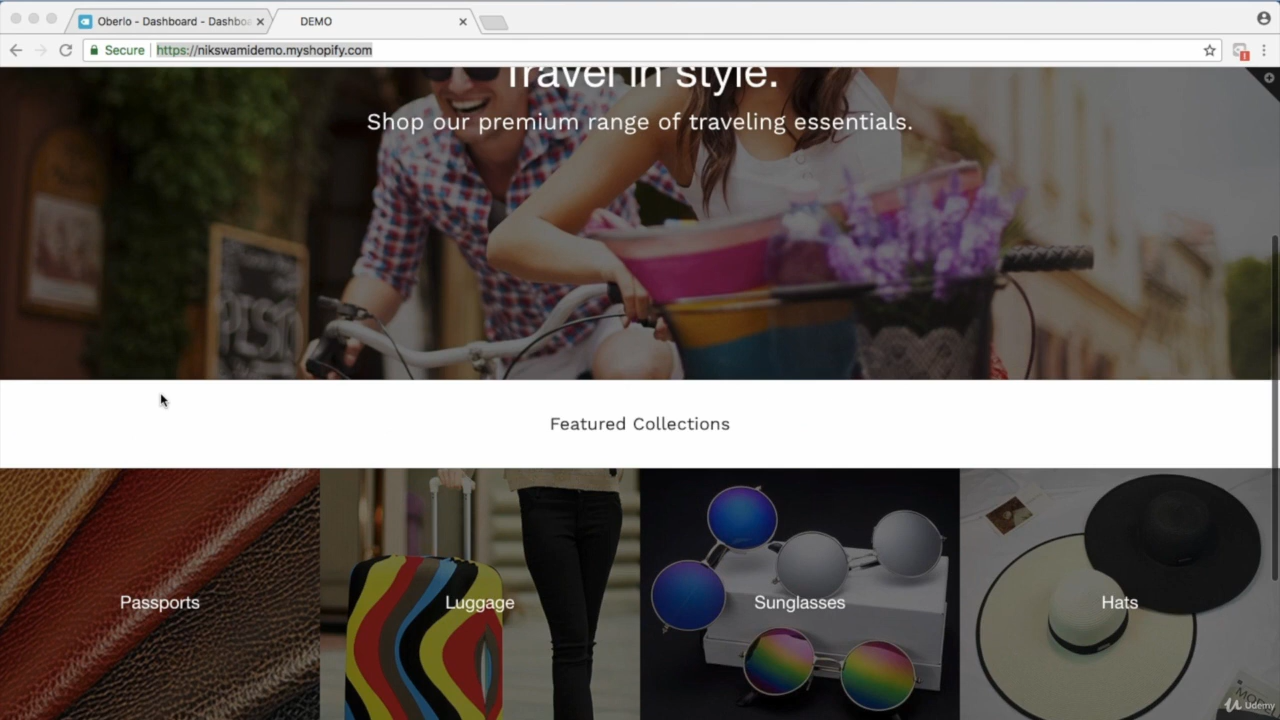 Oberlo - Dashboard - Dashboa
DEMO
Secure
https://nikswamidemo.myshopify.com
Travel in style.
Shop our premium range of traveling essentials.
Featured Collections
Passports
Luggage
Sunglasses
Hats
Udemy